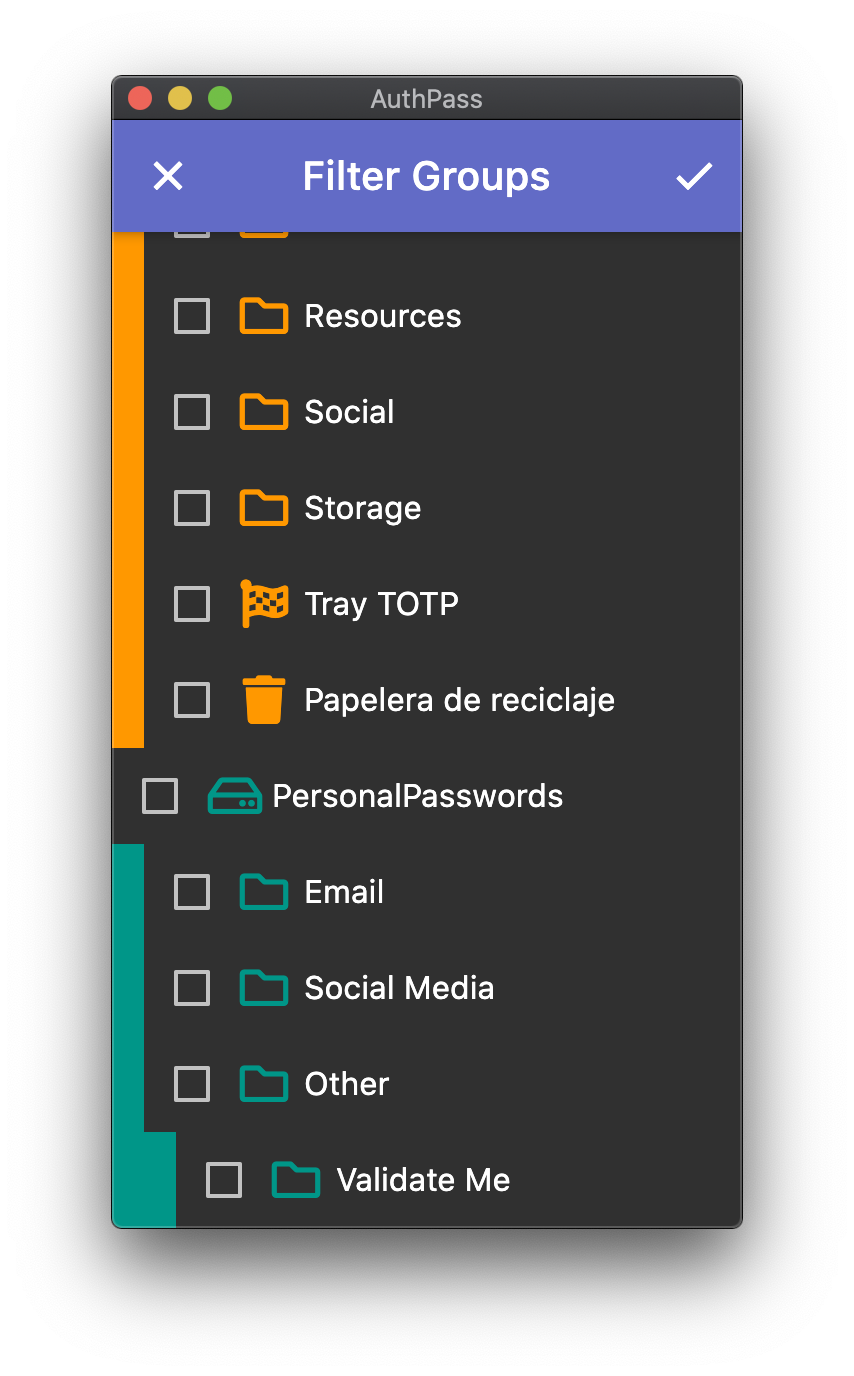 AuthPass
Filter Groups
Resources
Social
Storage
Tray TOTP
Papelera de reciclaje
PersonalPasswords
Email
Social Media
Other
Validate Me